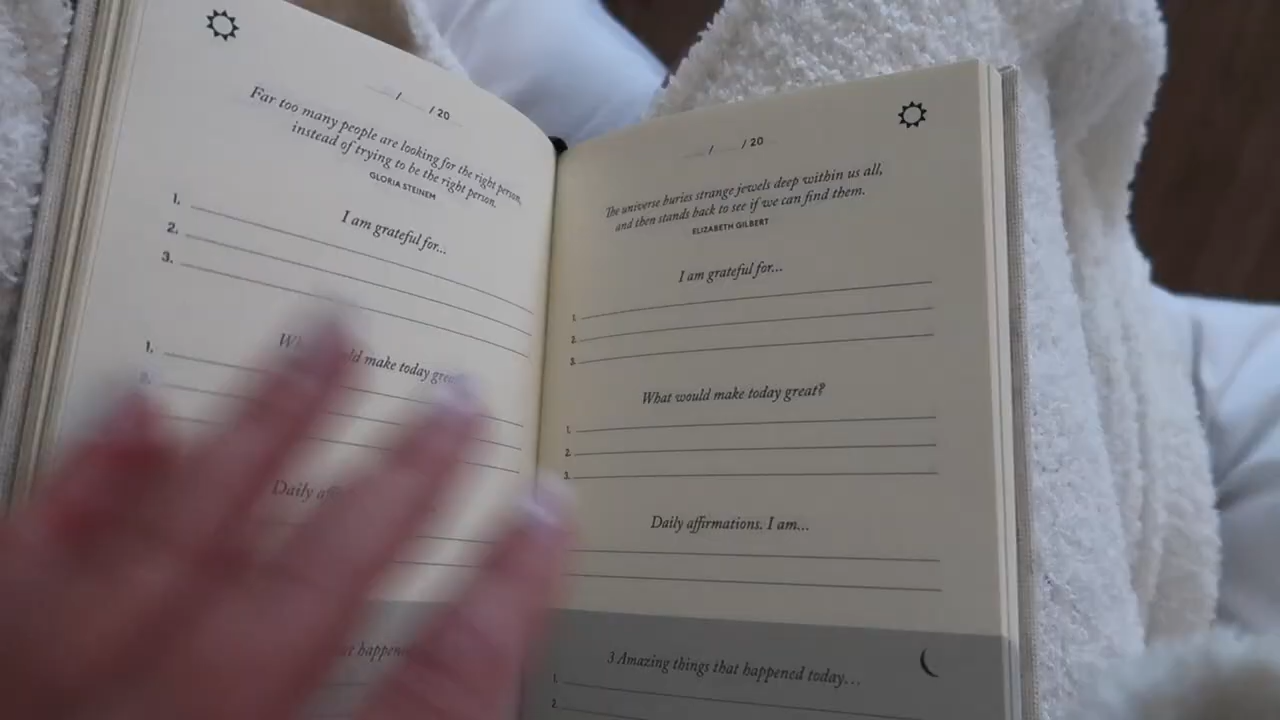 / / 20
Far too many people are looking for the right person,
instead of trying to be the right person.
GLORIA STEINEM
I am grateful for...
1.
2.
3.
make today
1.
Daily
/ / 20
The universe buries strange jewels deep within us all,
and then stands back to see if we can find them.
ELIZABETH GILBERT
I am grateful for...
1.
2.
3.
What would make today great?
1.
2.
3.
Daily affirmations. I am...
3 Amazing things that happened today...
1.
2.